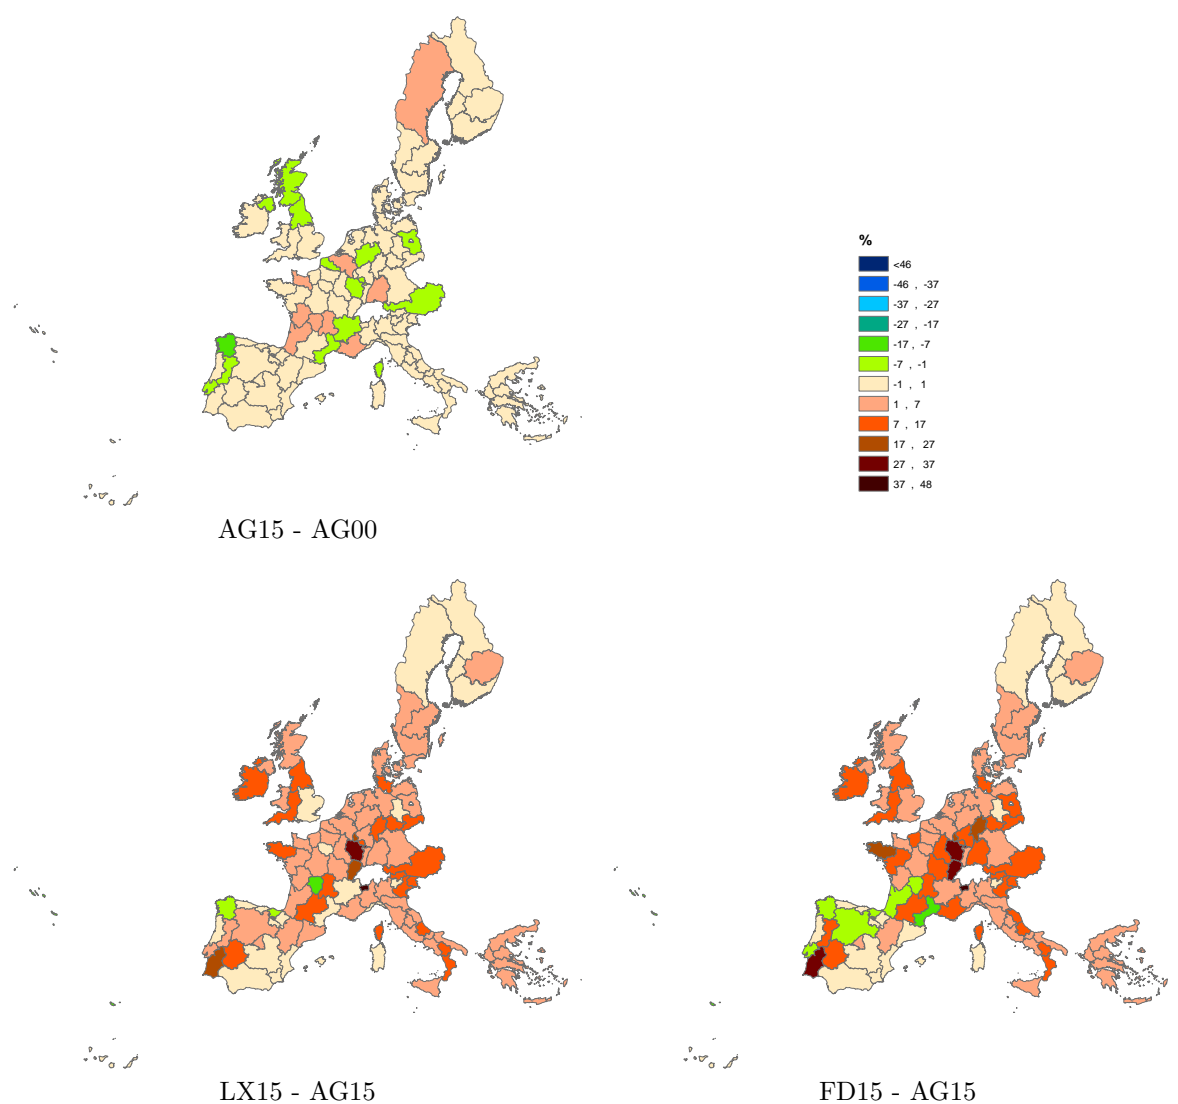 %
<46
-46 , -37
-37 , -27
-27 , -17
-17 , -7
-7 , -1
-1 , 1
1 , 7
7 , 17
17 , 27
27 , 37
37 , 48
AG15 - AG00
LX15 - AG15
FD15 - AG15